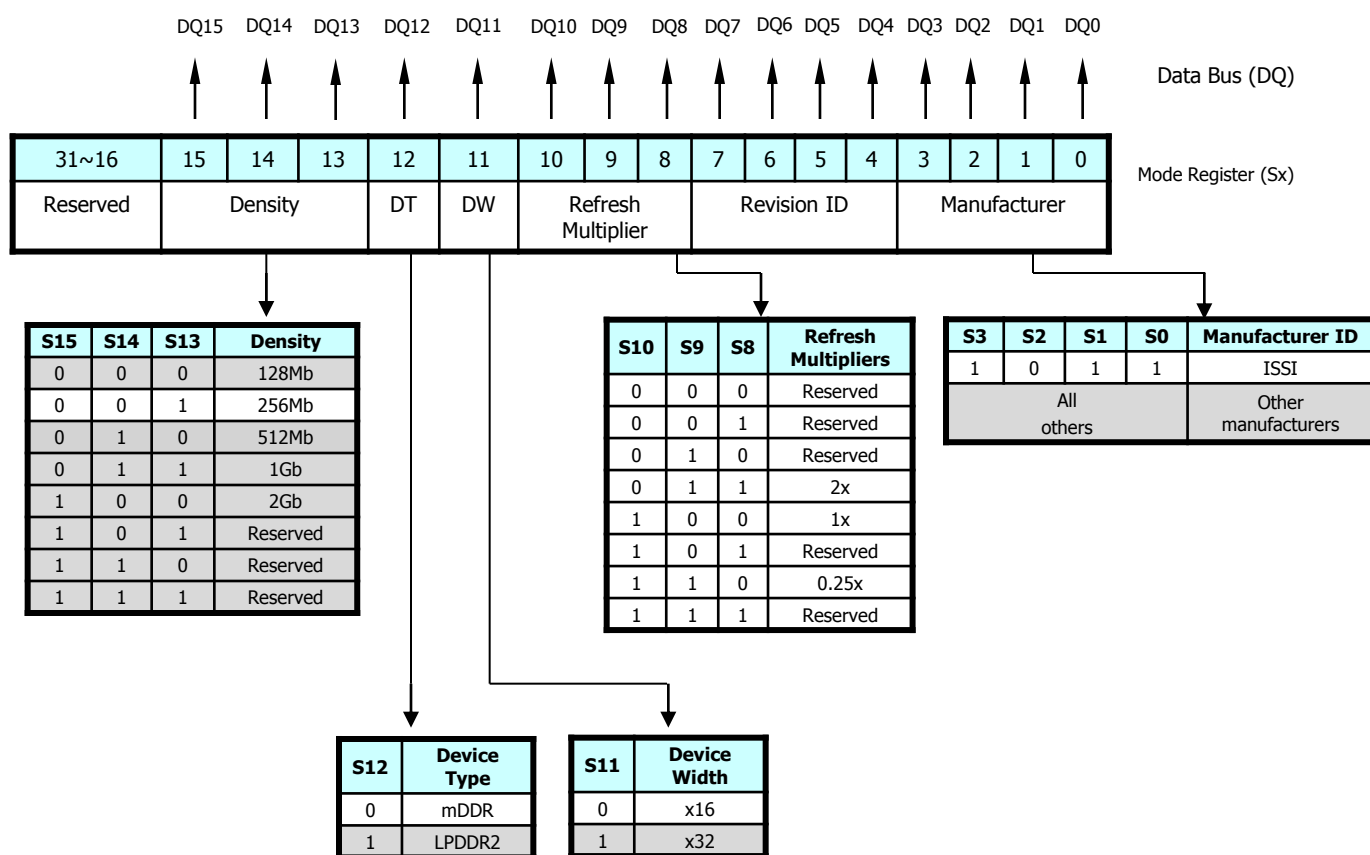 DQ15 DQ14 DQ13 DQ12 DQ11 DQ10 DQ9 DQ8 DQ7 DQ6 DQ5 DQ4 DQ3 DQ2 DQ1 DQ0
Data Bus (DQ)
31~16 15 14 13 12 11 10 9 8 7 6 5 4 3 2 1 0
Mode Register (Sx)
Reserved Density DT DW Refresh Multiplier Revision ID Manufacturer
S15 S14 S13 Density
0 0 0 128Mb
0 0 1 256Mb
0 1 0 512Mb
0 1 1 1Gb
1 0 0 2Gb
1 0 1 Reserved
1 1 0 Reserved
1 1 1 Reserved
S10 S9 S8 Refresh Multipliers
0 0 0 Reserved
0 0 1 Reserved
0 1 0 Reserved
0 1 1 2x
1 0 0 1x
1 0 1 Reserved
1 1 0 0.25x
1 1 1 Reserved
S3 S2 S1 S0 Manufacturer ID
1 0 1 1 ISSI
All others Other manufacturers
S12 Device Type
0 mDDR
1 LPDDR2
S11 Device Width
0 x16
1 x32